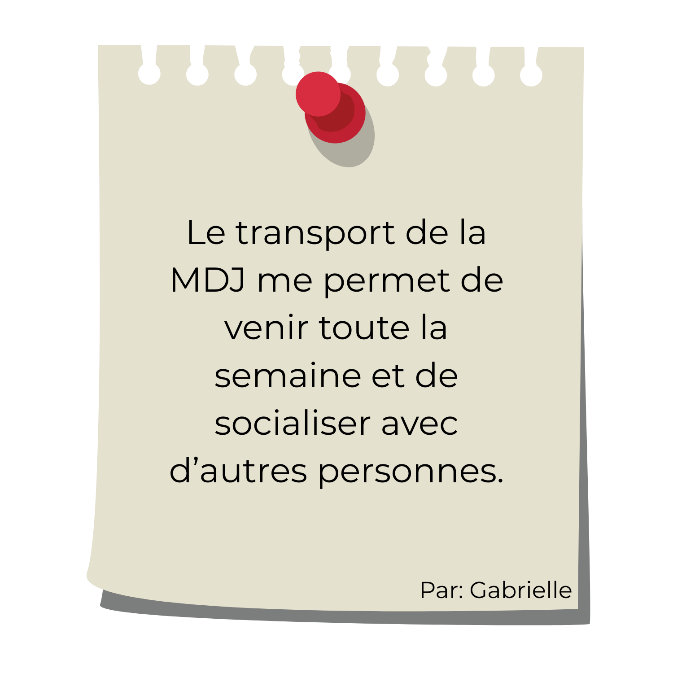 Le transport de la
MDJ me permet de
venir toute la
semaine et de
socialiser avec
d’autres personnes.
Par: Gabrielle